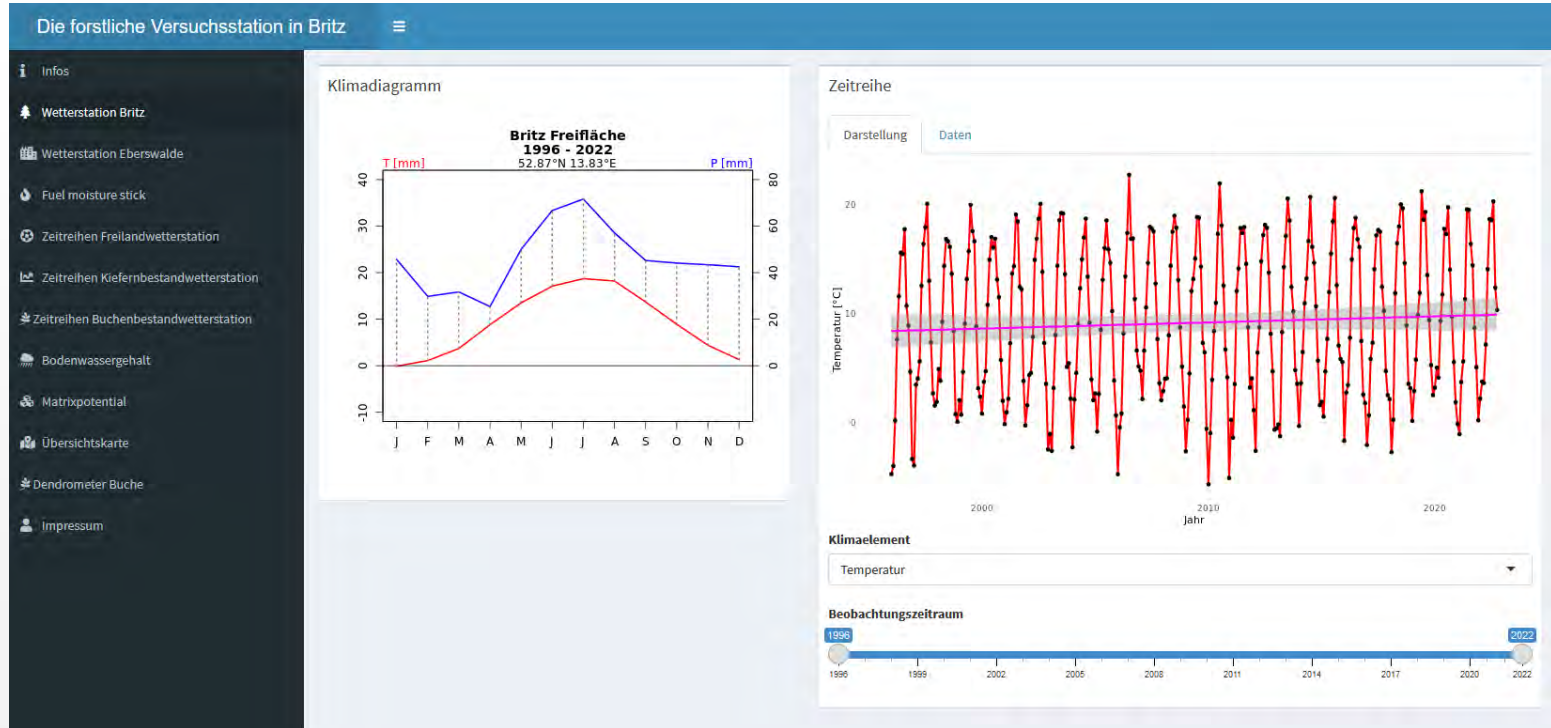 Die forstliche Versuchsstation in Britz
Infos
Wetterstation Britz
Wetterstation Eberswalde
Fuel moisture stick
Zeitreihen Freilandwetterstation
Zeitreihen Kiefernbestandwetterstation
Zeitreihen Buchenbestandwetterstation
Bodenwassergehalt
Matrixpotential
Übersichtskarte
Dendrometer Buche
Impressum
Klimadiagramm
Britz Freifläche
1996 - 2022
T [mm] 52.87°N 13.83°E P [mm]
40 80
30 60
20 40
10 20
0 0
-10
J F M A M J J A S O N D
Zeitreihe
Darstellung Daten
20
10
0
Temperatur [°C]
2000 2010 2020
Jahr
Klimaelement
Temperatur
Beobachtungszeitraum
1996 2022
1996 1999 2002 2005 2008 2011 2014 2017 2020 2022